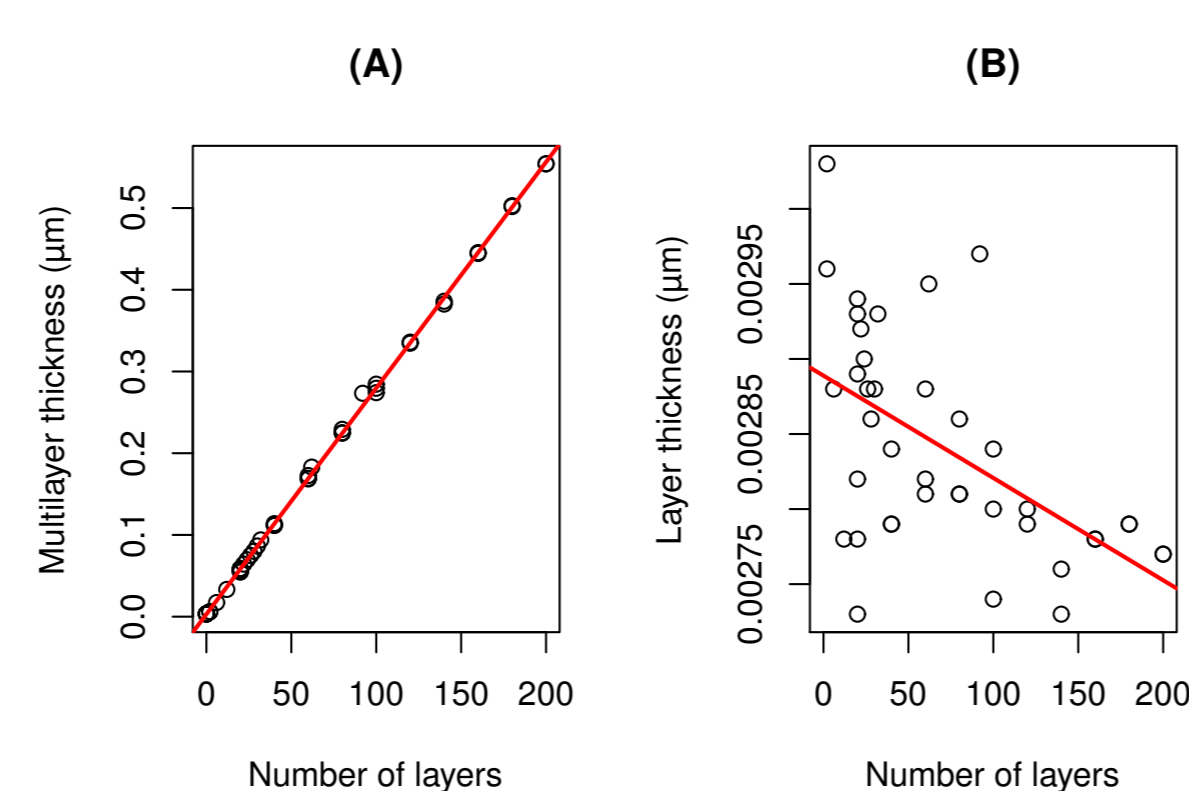 (A)
Multilayer thickness (µm)
0.5
0.4
0.3
0.2
0.1
0.0
0 50 100 150 200
Number of layers
(B)
Layer thickness (µm)
0.00295
0.00285
0.00275
0 50 100 150 200
Number of layers